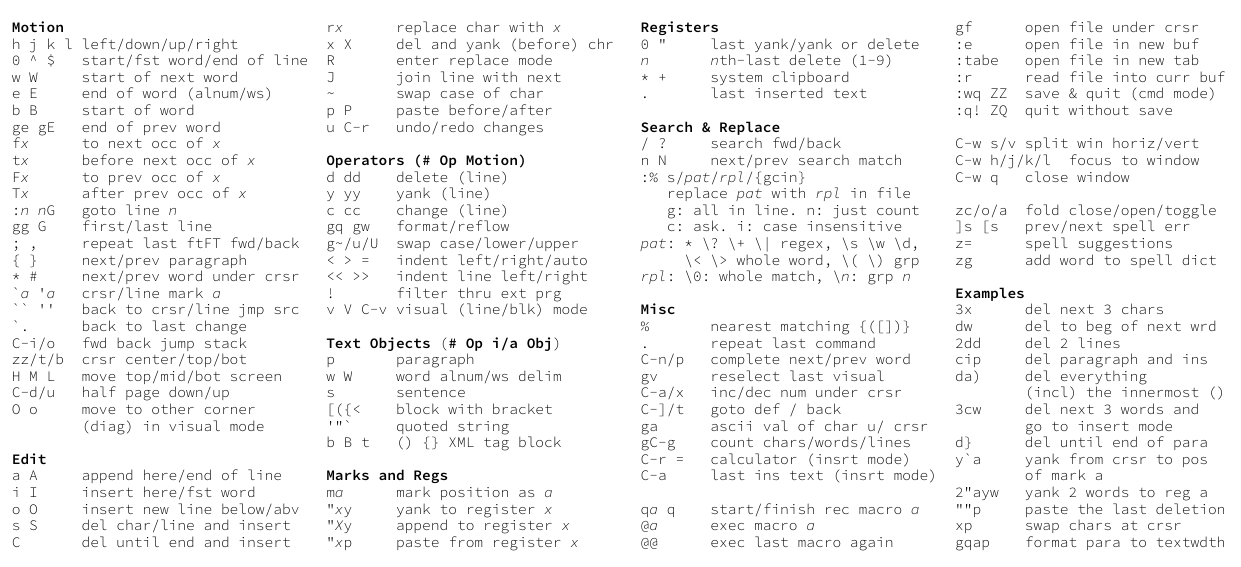 Motion
h j k l left/down/up/right
0 ^ $ start/fst word/end of line
w W start of next word
e E end of word (alnum/ws)
b B start of word
ge gE end of prev word
fx to next occ of x
tx before next occ of x
Fx to prev occ of x
Tx after prev occ of x
:n nG goto line n
gg G first/last line
; , repeat last ftFT fwd/back
{ } next/prev paragraph
* # next/prev word under crsr
`a 'a crsr/line mark a
`` '' back to crsr/line jmp src
`. back to last change
C-i/o fwd back jump stack
zz/t/b crsr center/top/bot
H M L move top/mid/bot screen
C-d/u half page down/up
O o move to other corner
(diag) in visual mode
Edit
a A append here/end of line
i I insert here/fst word
o O insert new line below/abv
s S del char/line and insert
C del until end and insert
rx replace char with x
x X del and yank (before) chr
R enter replace mode
J join line with next
~ swap case of char
p P paste before/after
u C-r undo/redo changes
Operators (# Op Motion)
d dd delete (line)
y yy yank (line)
c cc change (line)
gq gw format/reflow
g~/u/U swap case/lower/upper
< > = indent left/right/auto
<< >> indent line left/right
! filter thru ext prg
v V C-v visual (line/blk) mode
Text Objects (# Op i/a Obj)
p paragraph
w W word alnum/ws delim
s sentence
[({< block with bracket
'"` quoted string
b B t () {} XML tag block
Marks and Regs
ma mark position as a
"xy yank to register x
"Xy append to register x
"xp paste from register x
Registers
0 " last yank/yank or delete
n nth-last delete (1-9)
* + system clipboard
. last inserted text
Search & Replace
/ ? search fwd/back
n N next/prev search match
:% s/pat/rpl/{gcin}
replace pat with rpl in file
g: all in line. n: just count
c: ask. i: case insensitive
pat: * \? \+ \| regex, \s \w \d,
\< \> whole word, \( \) grp
rpl: \0: whole match, \n: grp n
Misc
% nearest matching {([])}
. repeat last command
C-n/p complete next/prev word
gv reselect last visual
C-a/x inc/dec num under crsr
C-]/t goto def / back
ga ascii val of char u/ crsr
gC-g count chars/words/lines
C-r = calculator (insrt mode)
C-a last ins text (insrt mode)
qa q start/finish rec macro a
@a exec macro a
@@ exec last macro again
gf open file under crsr
:e open file in new buf
:tabe open file in new tab
:r read file into curr buf
:wq ZZ save & quit (cmd mode)
:q! ZQ quit without save
C-w s/v split win horiz/vert
C-w h/j/k/l focus to window
C-w q close window
zc/o/a fold close/open/toggle
]s [s prev/next spell err
z= spell suggestions
zg add word to spell dict
Examples
3x del next 3 chars
dw del to beg of next wrd
2dd del 2 lines
cip del paragraph and ins
da) del everything
(incl) the innermost ()
3cw del next 3 words and
go to insert mode
d} del until end of para
y`a yank from crsr to pos
of mark a
2"ayw yank 2 words to reg a
""p paste the last deletion
xp swap chars at crsr
gqap format para to textwdth